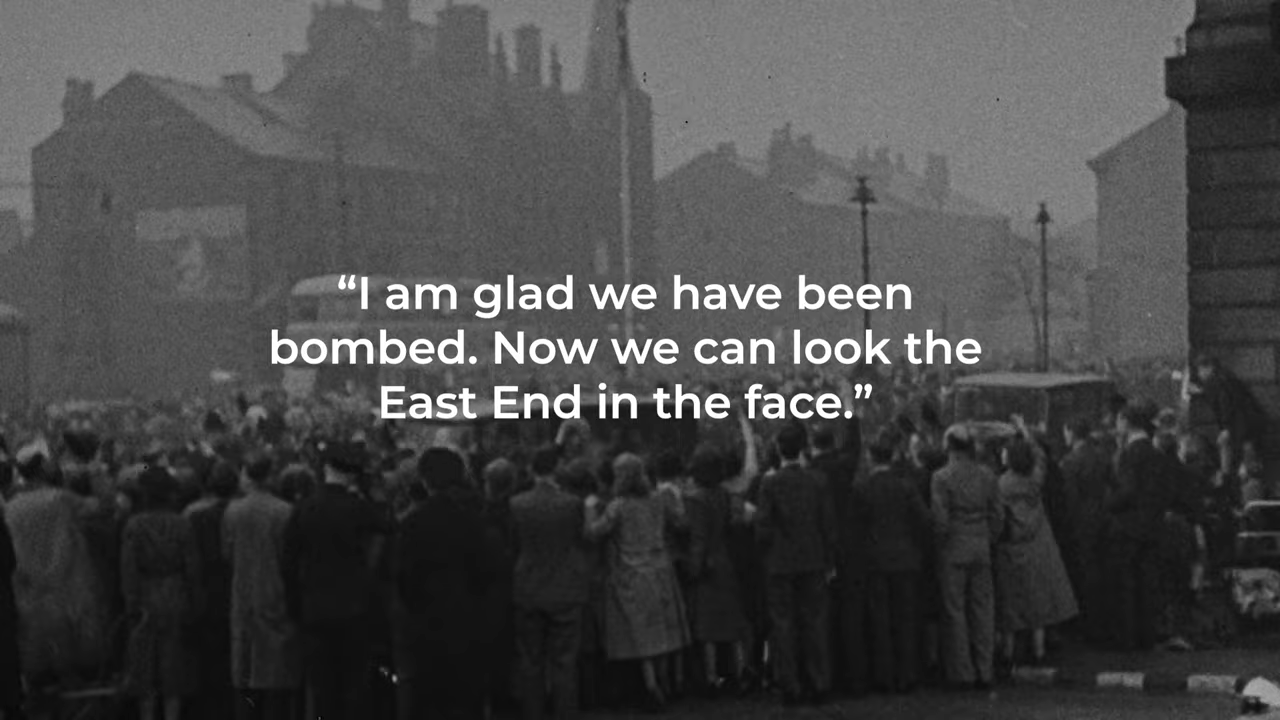 “I am glad we have been
bombed. Now we can look the
East End in the face.”